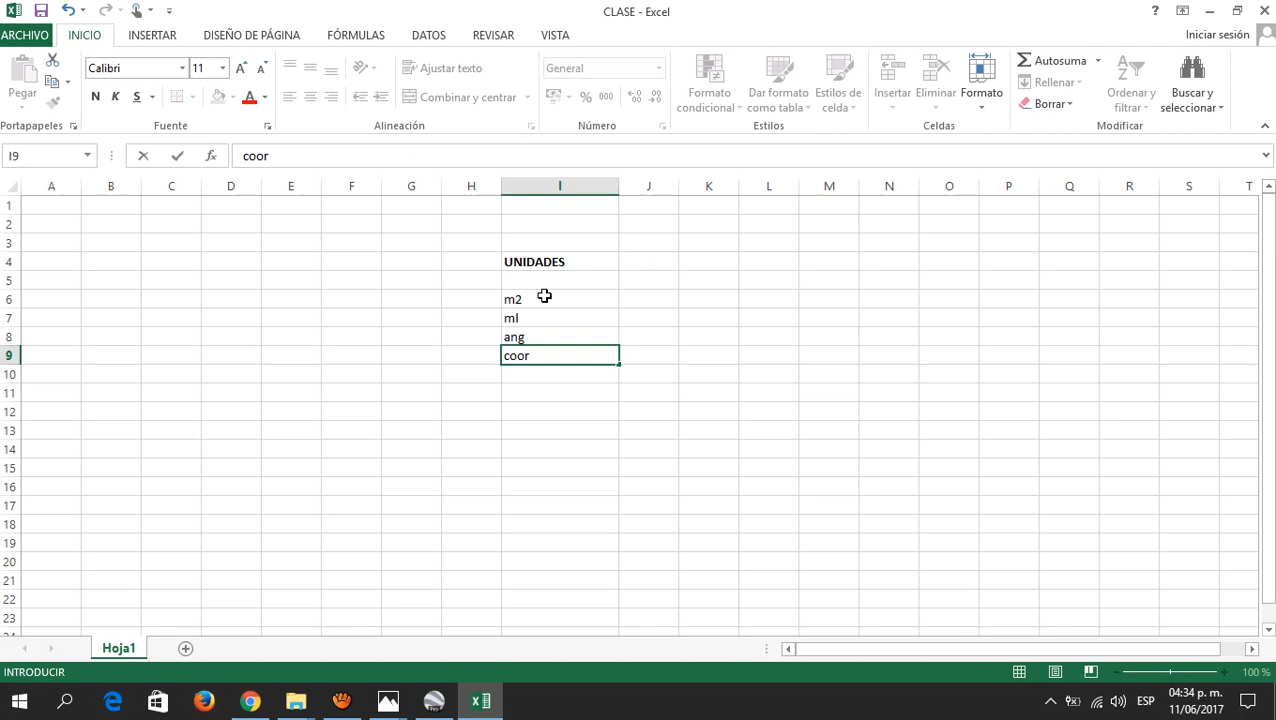 CLASE - Excel
?
ARCHIVO INICIO INSERTAR DISEÑO DE PÁGINA FÓRMULAS DATOS REVISAR VISTA Iniciar sesión
Pegar Calibri 11 A A Ajustar texto General Formato condicional Dar formato como tabla Estilos de celda Insertar Eliminar Formato Autosuma Rellenar Borrar Ordenar y filtrar Buscar y seleccionar
N K S A Combinar y centrar % 000
Portapapeles Fuente Alineación Número Estilos Celdas Modificar
I9 fx coor
A B C D E F G H I J K L M N O P Q R S T
1
2
3
4 UNIDADES
5
6 m2
7 ml
8 ang
9 coor
10
11
12
13
14
15
16
17
18
19
20
21
22
23
Hoja1
INTRODUCIR 100 %
ESP 04:34 p. m.
11/06/2017